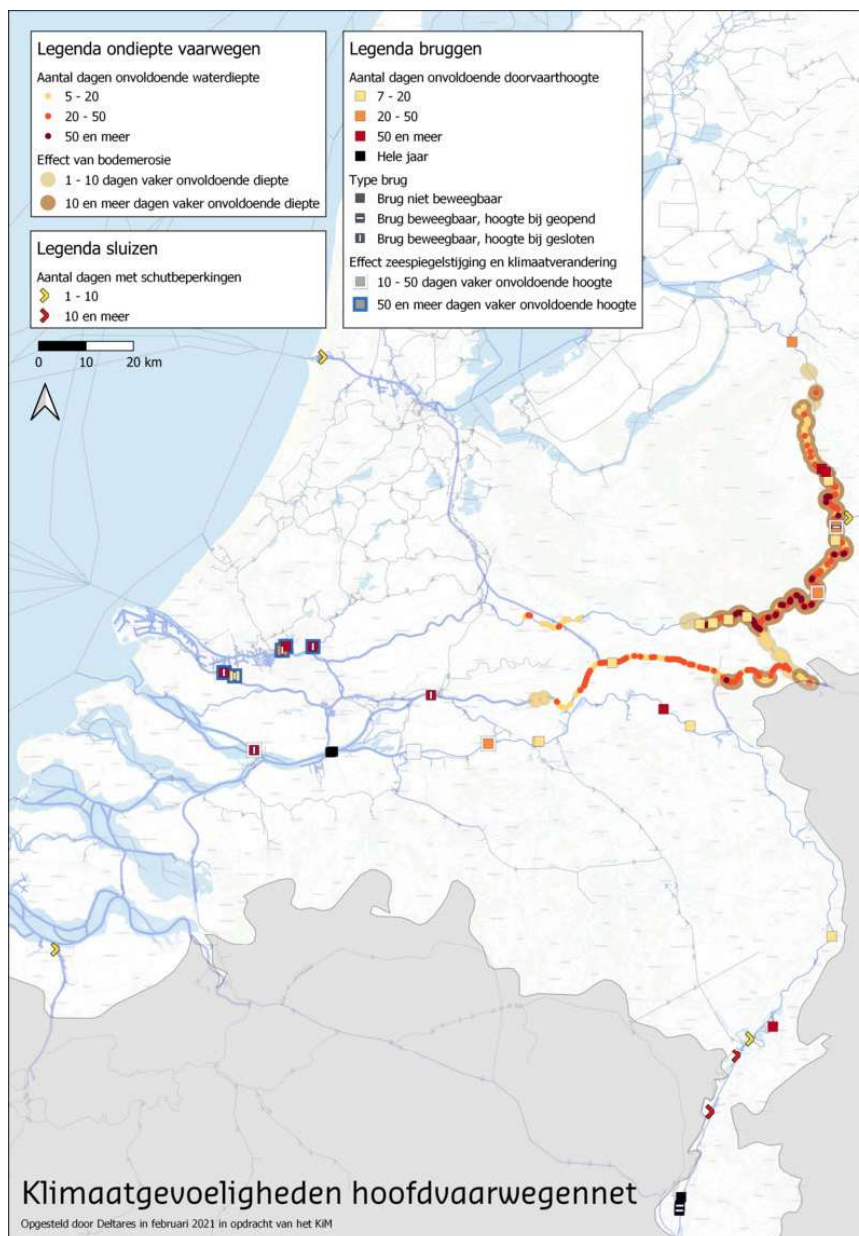 Legenda ondiepte vaarwegen
Aantal dagen onvoldoende waterdiepte
5 - 20
20 - 50
50 en meer
Effect van bodemerosie
1 - 10 dagen vaker onvoldoende diepte
10 en meer dagen vaker onvoldoende diepte
Legenda sluizen
Aantal dagen met schutbeperkingen
1 - 10
10 en meer
0 10 20 km
Legenda bruggen
Aantal dagen onvoldoende doorvaarthoogte
7 - 20
20 - 50
50 en meer
Hele jaar
Type brug
Brug niet beweegbaar
Brug beweegbaar, hoogte bij geopend
Brug beweegbaar, hoogte bij gesloten
Effect zeespiegelstijging en klimaatverandering
10 - 50 dagen vaker onvoldoende hoogte
50 en meer dagen vaker onvoldoende hoogte
Klimaatgevoeligheden hoofdvaarwegennet
Opgesteld door Deltares in februari 2021 in opdracht van het KiM